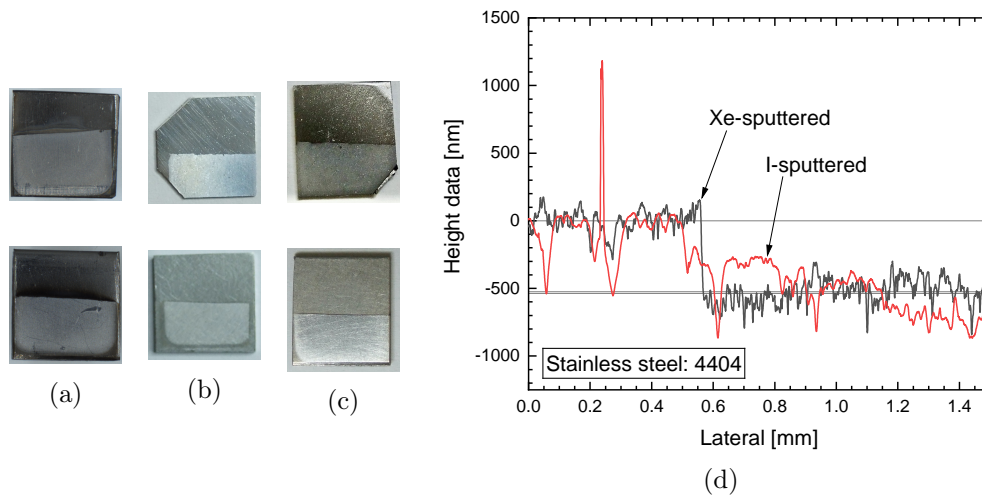 (a)
(b)
(c)
1500
1000
500
0
-500
-1000
Height data [nm]
Xe-sputtered
I-sputtered
Stainless steel: 4404
0.0 0.2 0.4 0.6 0.8 1.0 1.2 1.4
Lateral [mm]
(d)